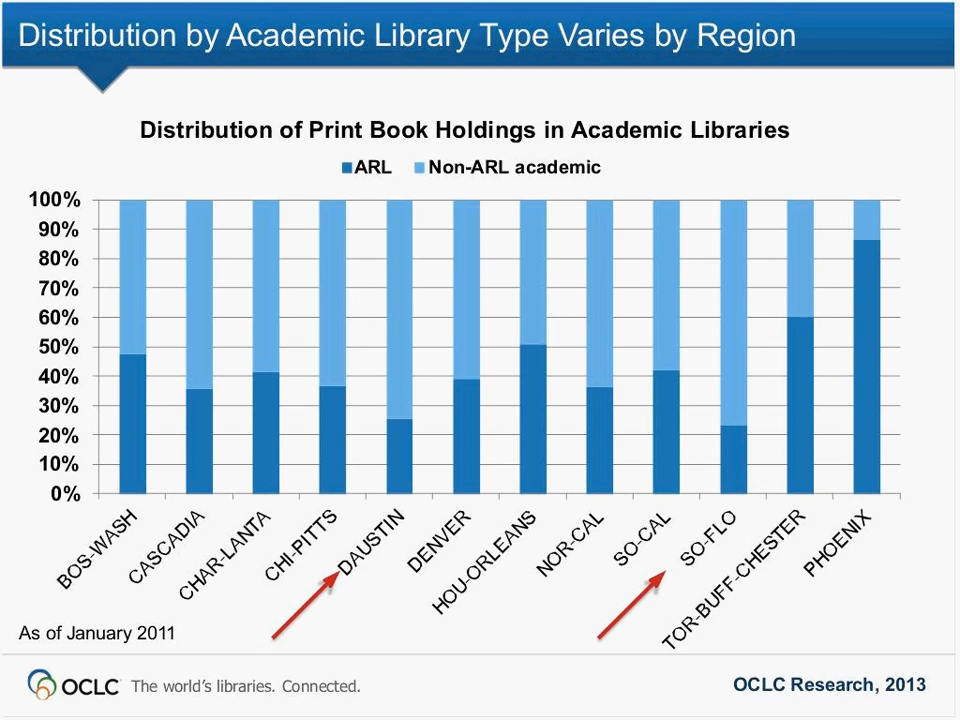 Distribution by Academic Library Type Varies by Region
Distribution of Print Book Holdings in Academic Libraries
ARL Non-ARL academic
100%
90%
80%
70%
60%
50%
40%
30%
20%
10%
0%
BOS-WASH
CASCADIA
CHAR-LANTA
CHI-PITTS
DAUSTIN
DENVER
HOU-ORLEANS
NOR-CAL
SO-CAL
SO-FLO
TOR-BUFF-CHESTER
PHOENIX
As of January 2011
OCLC The world's libraries. Connected.
OCLC Research, 2013